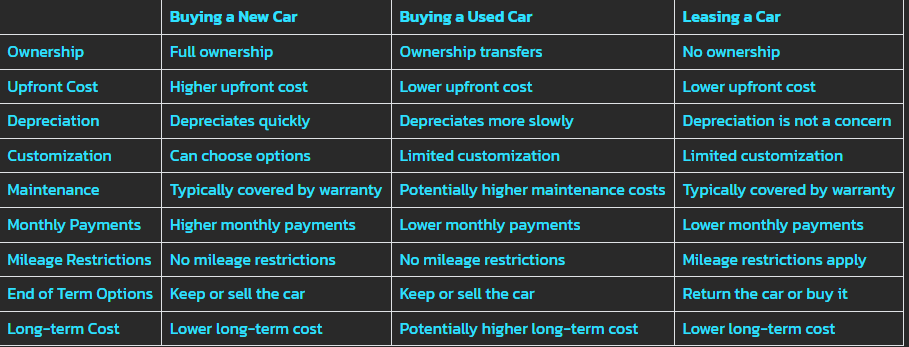 Buying a New Car Buying a Used Car Leasing a Car
Ownership Full ownership Ownership transfers No ownership
Upfront Cost Higher upfront cost Lower upfront cost Lower upfront cost
Depreciation Depreciates quickly Depreciates more slowly Depreciation is not a concern
Customization Can choose options Limited customization Limited customization
Maintenance Typically covered by warranty Potentially higher maintenance costs Typically covered by warranty
Monthly Payments Higher monthly payments Lower monthly payments Lower monthly payments
Mileage Restrictions No mileage restrictions No mileage restrictions Mileage restrictions apply
End of Term Options Keep or sell the car Keep or sell the car Return the car or buy it
Long-term Cost Lower long-term cost Potentially higher long-term cost Lower long-term cost